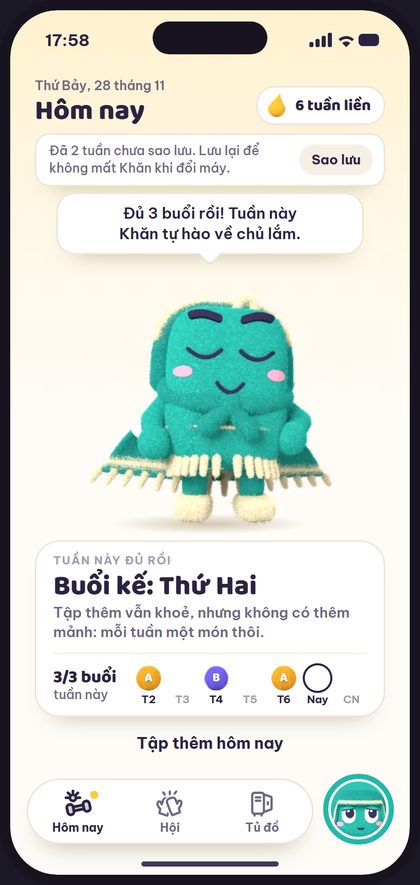 17:58
Thứ Bảy, 28 tháng 11
Hôm nay
6 tuần liền
Đã 2 tuần chưa sao lưu. Lưu lại để
không mất Khăn khi đổi máy.
Sao lưu
Đủ 3 buổi rồi! Tuần này
Khăn tự hào về chủ lắm.
TUẦN NÀY ĐỦ RỒI
Buổi kế: Thứ Hai
Tập thêm vẫn khoẻ, nhưng không có thêm
mảnh: mỗi tuần một món thôi.
3/3 buổi
tuần này
A B A
T2 T3 T4 T5 T6 Nay CN
Tập thêm hôm nay
Hôm nay Hội Tủ đồ